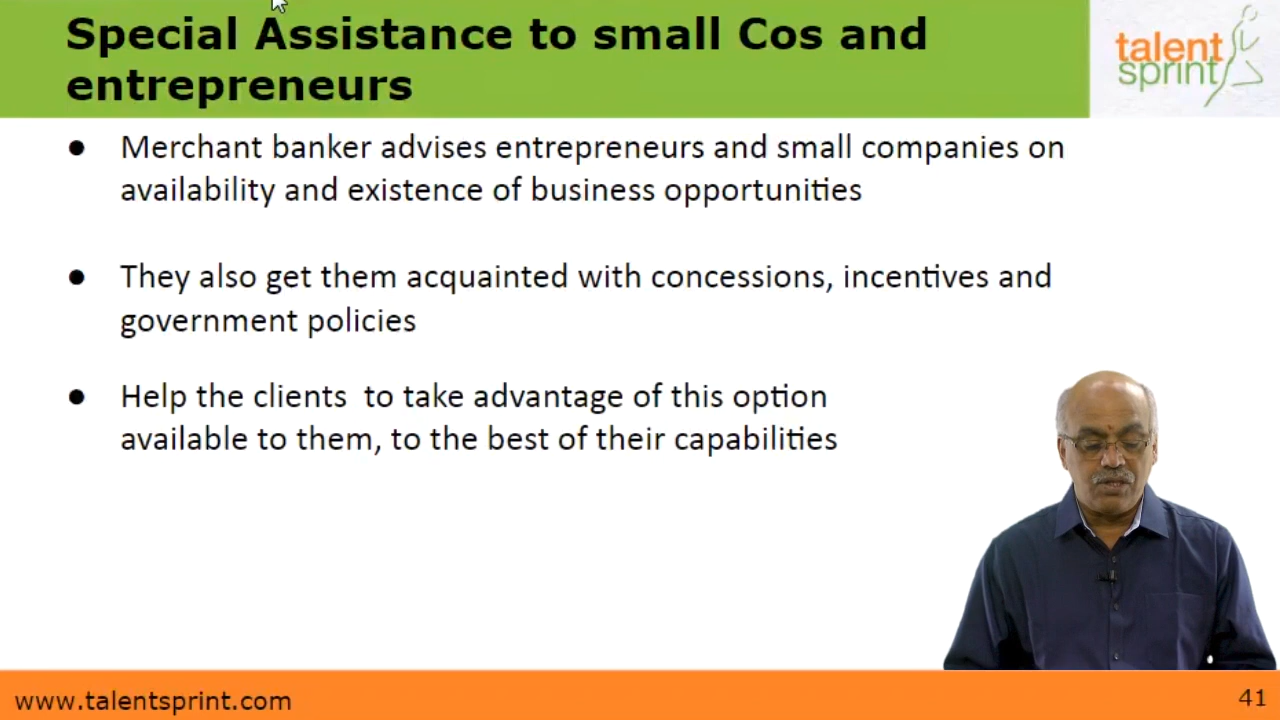 Special Assistance to small Cos and
entrepreneurs
talent
sprint
● Merchant banker advises entrepreneurs and small companies on
availability and existence of business opportunities
● They also get them acquainted with concessions, incentives and
government policies
● Help the clients  to take advantage of this option
available to them, to the best of their capabilities
www.talentsprint.com
41